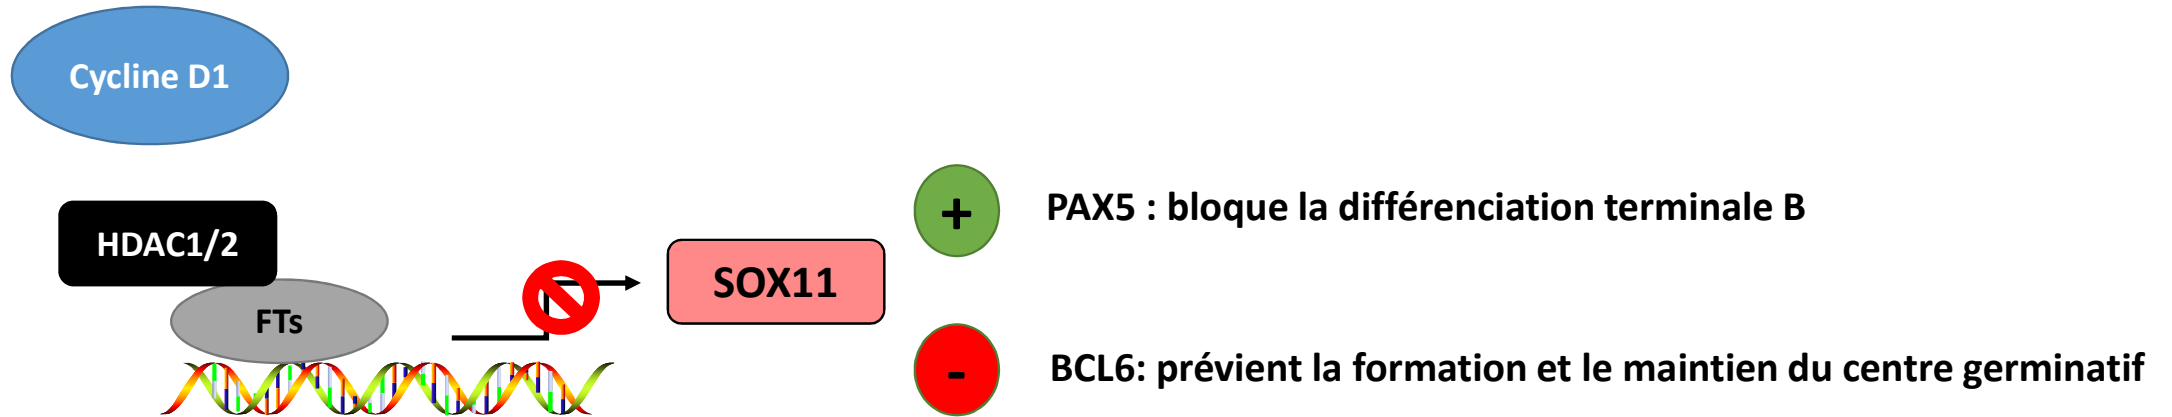 Cycline D1
HDAC1/2
FTs
SOX11
+
PAX5 : bloque la différenciation terminale B
-
BCL6: prévient la formation et le maintien du centre germinatif